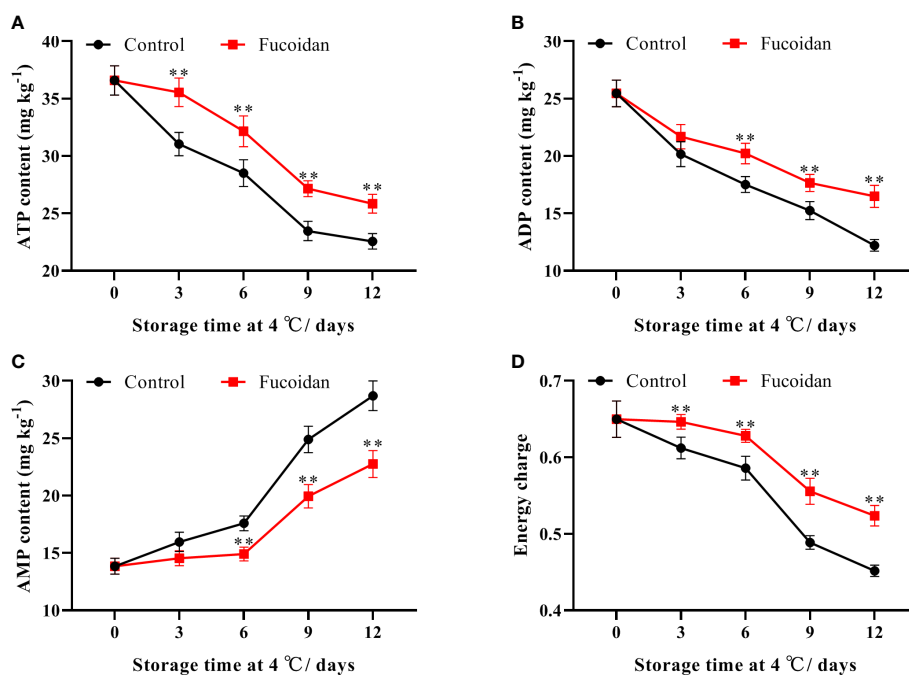 A
Control Fucoidan
40
35
30
25
20
ATP content (mg kg⁻¹)
** ** ** **
0 3 6 9 12
Storage time at 4 ℃/ days
B
Control Fucoidan
30
25
20
15
10
ADP content (mg kg⁻¹)
** ** **
0 3 6 9 12
Storage time at 4 ℃/ days
C
Control Fucoidan
30
25
20
15
10
AMP content (mg kg⁻¹)
** ** **
0 3 6 9 12
Storage time at 4 ℃/ days
D
Control Fucoidan
0.7
0.6
0.5
0.4
Energy charge
** ** ** **
0 3 6 9 12
Storage time at 4 ℃/ days